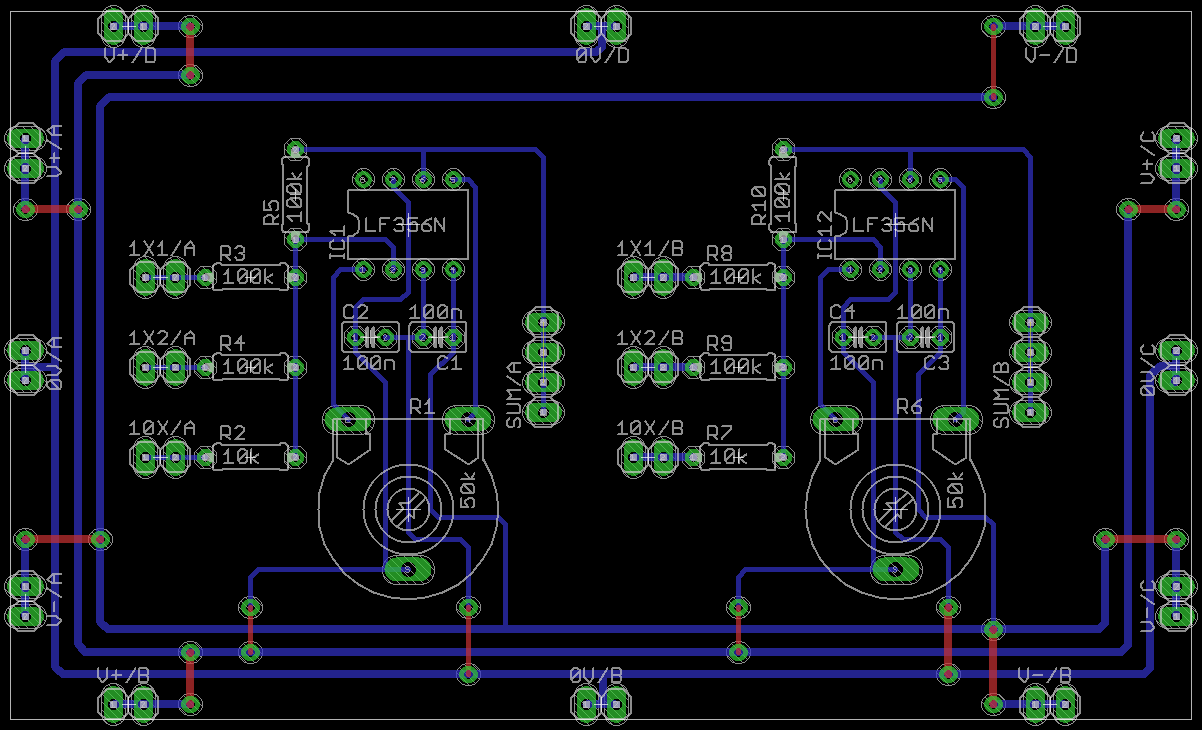 V+/D
0V/D
V-/D
V+/A
V+/C
R5
100k
IC1
LF356N
R10
100k
IC12
LF356N
1X1/A
R3
100k
1X1/B
R8
100k
C2
100n
C4
100n
1X2/A
R4
100k
100n
C1
1X2/B
R9
100k
100n
C3
0V/A
SUM/A
SUM/B
0V/C
10X/A
R2
10k
R1
50k
10X/B
R7
10k
R6
50k
V-/A
V-/C
V+/B
0V/B
V-/B